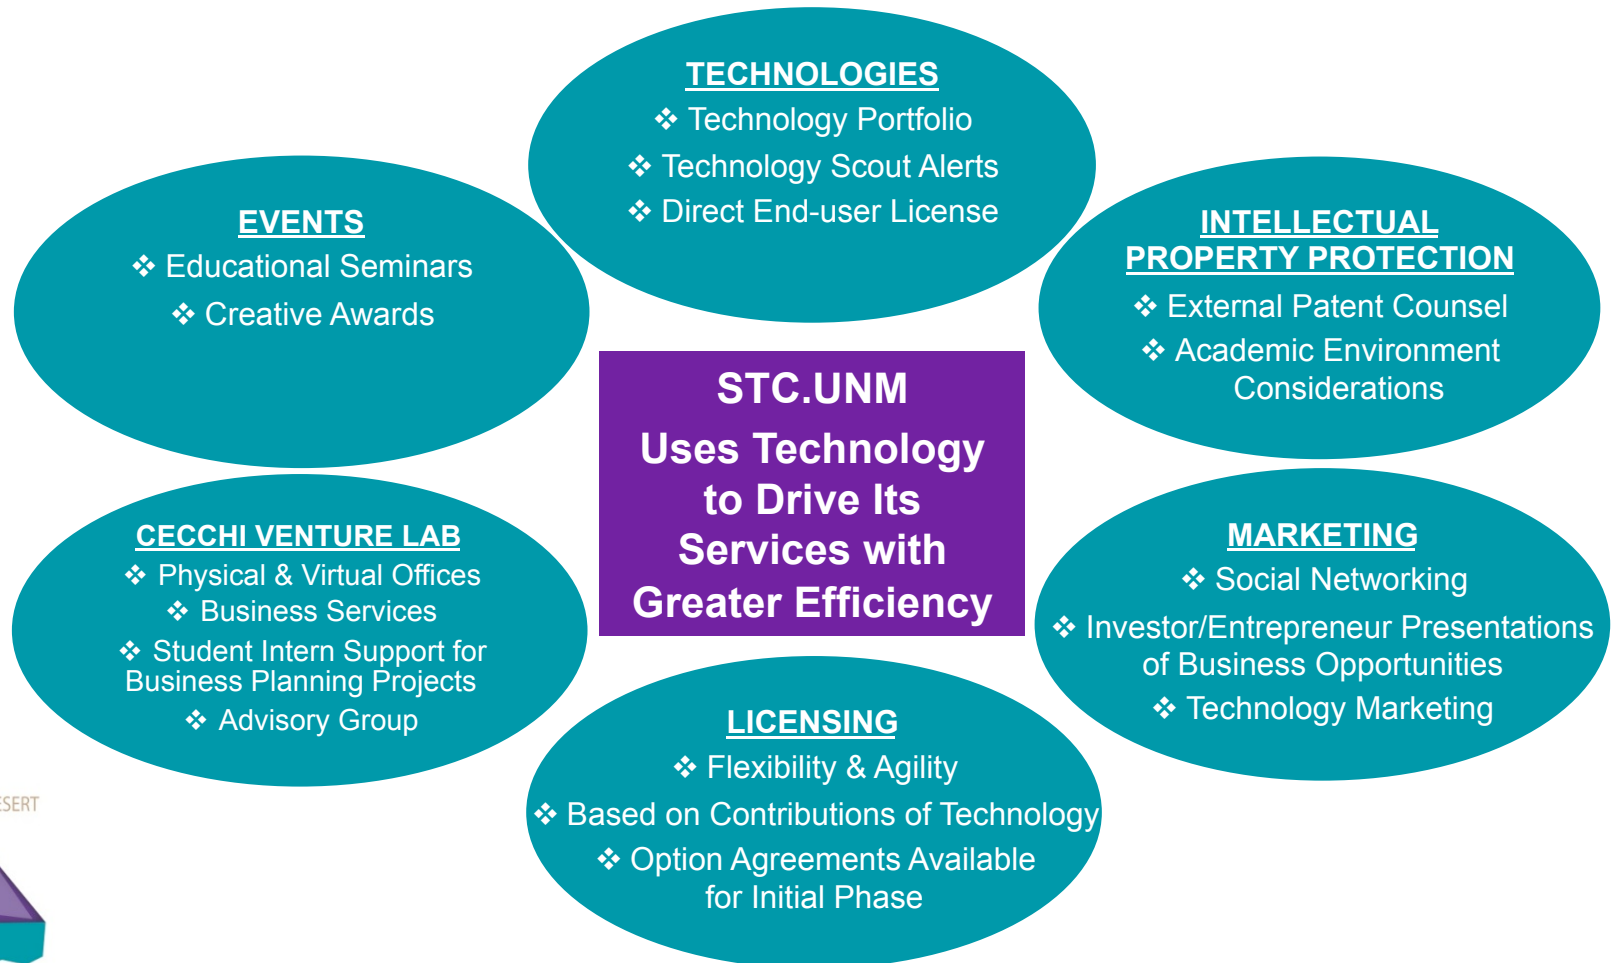 TECHNOLOGIES
❖ Technology Portfolio
❖ Technology Scout Alerts
❖ Direct End-user License
EVENTS
❖ Educational Seminars
❖ Creative Awards
INTELLECTUAL
PROPERTY PROTECTION
❖ External Patent Counsel
❖ Academic Environment
Considerations
STC.UNM
Uses Technology
to Drive Its
Services with
Greater Efficiency
CECCHI VENTURE LAB
❖ Physical & Virtual Offices
❖ Business Services
❖ Student Intern Support for
Business Planning Projects
❖ Advisory Group
MARKETING
❖ Social Networking
❖ Investor/Entrepreneur Presentations
of Business Opportunities
❖ Technology Marketing
LICENSING
❖ Flexibility & Agility
❖ Based on Contributions of Technology
❖ Option Agreements Available
for Initial Phase